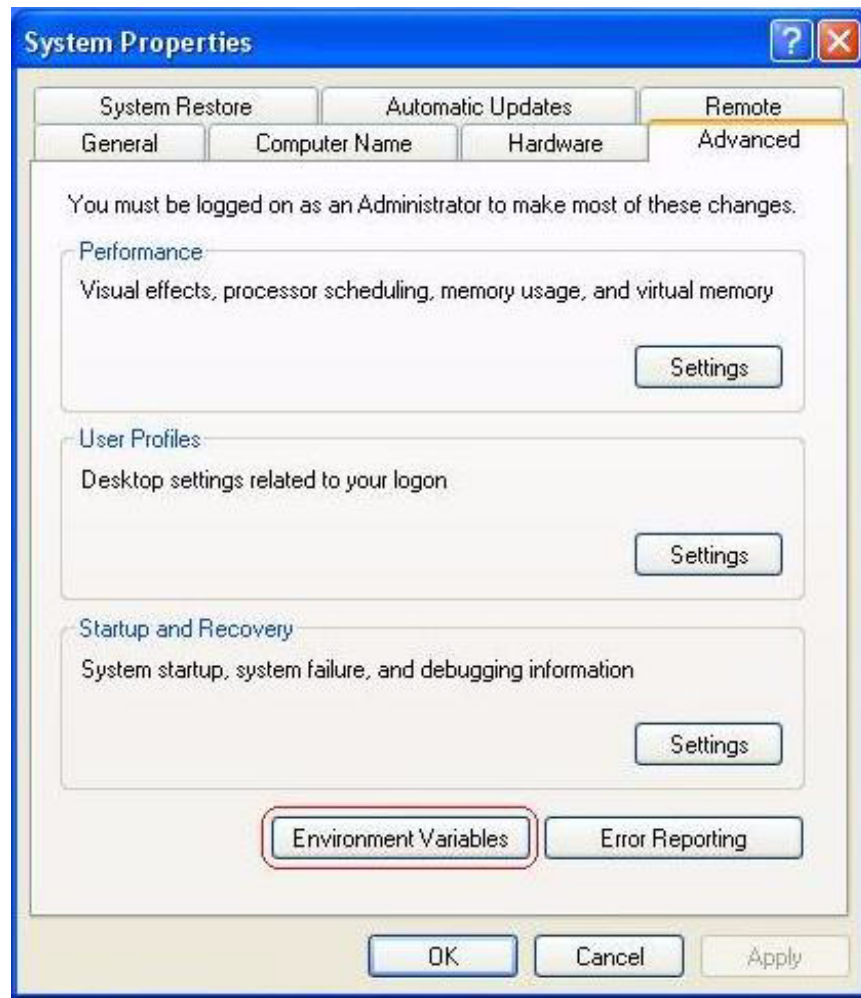 System Properties
System Restore Automatic Updates Remote
General Computer Name Hardware Advanced
You must be logged on as an Administrator to make most of these changes.
Performance
Visual effects, processor scheduling, memory usage, and virtual memory
Settings
User Profiles
Desktop settings related to your logon
Settings
Startup and Recovery
System startup, system failure, and debugging information
Settings
Environment Variables Error Reporting
OK Cancel Apply